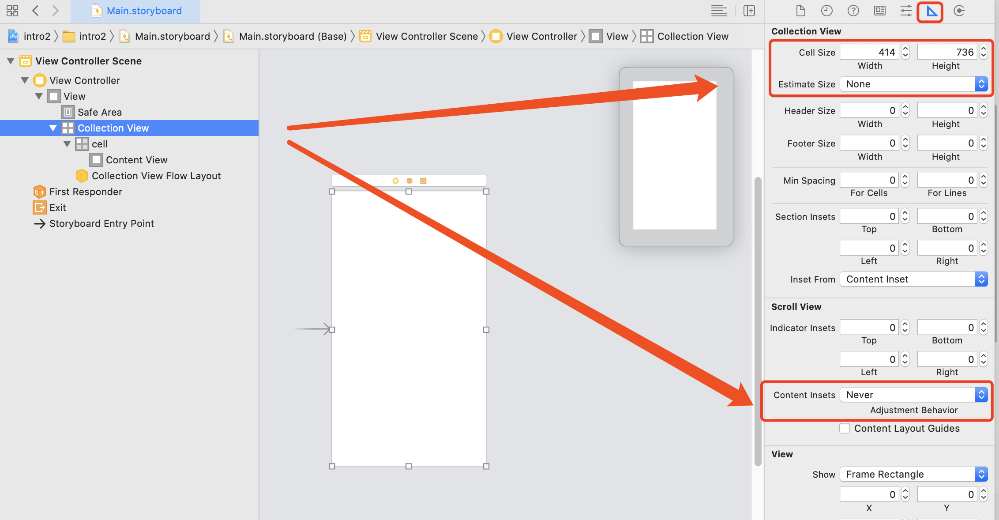 Main.storyboard
intro2 intro2 Main.storyboard Main.storyboard (Base) View Controller Scene View Controller View Collection View
View Controller Scene
View Controller
View
Safe Area
Collection View
cell
Content View
Collection View Flow Layout
First Responder
Exit
Storyboard Entry Point
Collection View
Cell Size 414 736
Width Height
Estimate Size None
Header Size 0 0
Width Height
Footer Size 0 0
Width Height
Min Spacing 0 0
For Cells For Lines
Section Insets 0 0
Top Bottom
0 0
Left Right
Inset From Content Inset
Scroll View
Indicator Insets 0 0
Top Bottom
0 0
Left Right
Content Insets Never
Adjustment Behavior
Content Layout Guides
View
Show Frame Rectangle
0 0
X Y